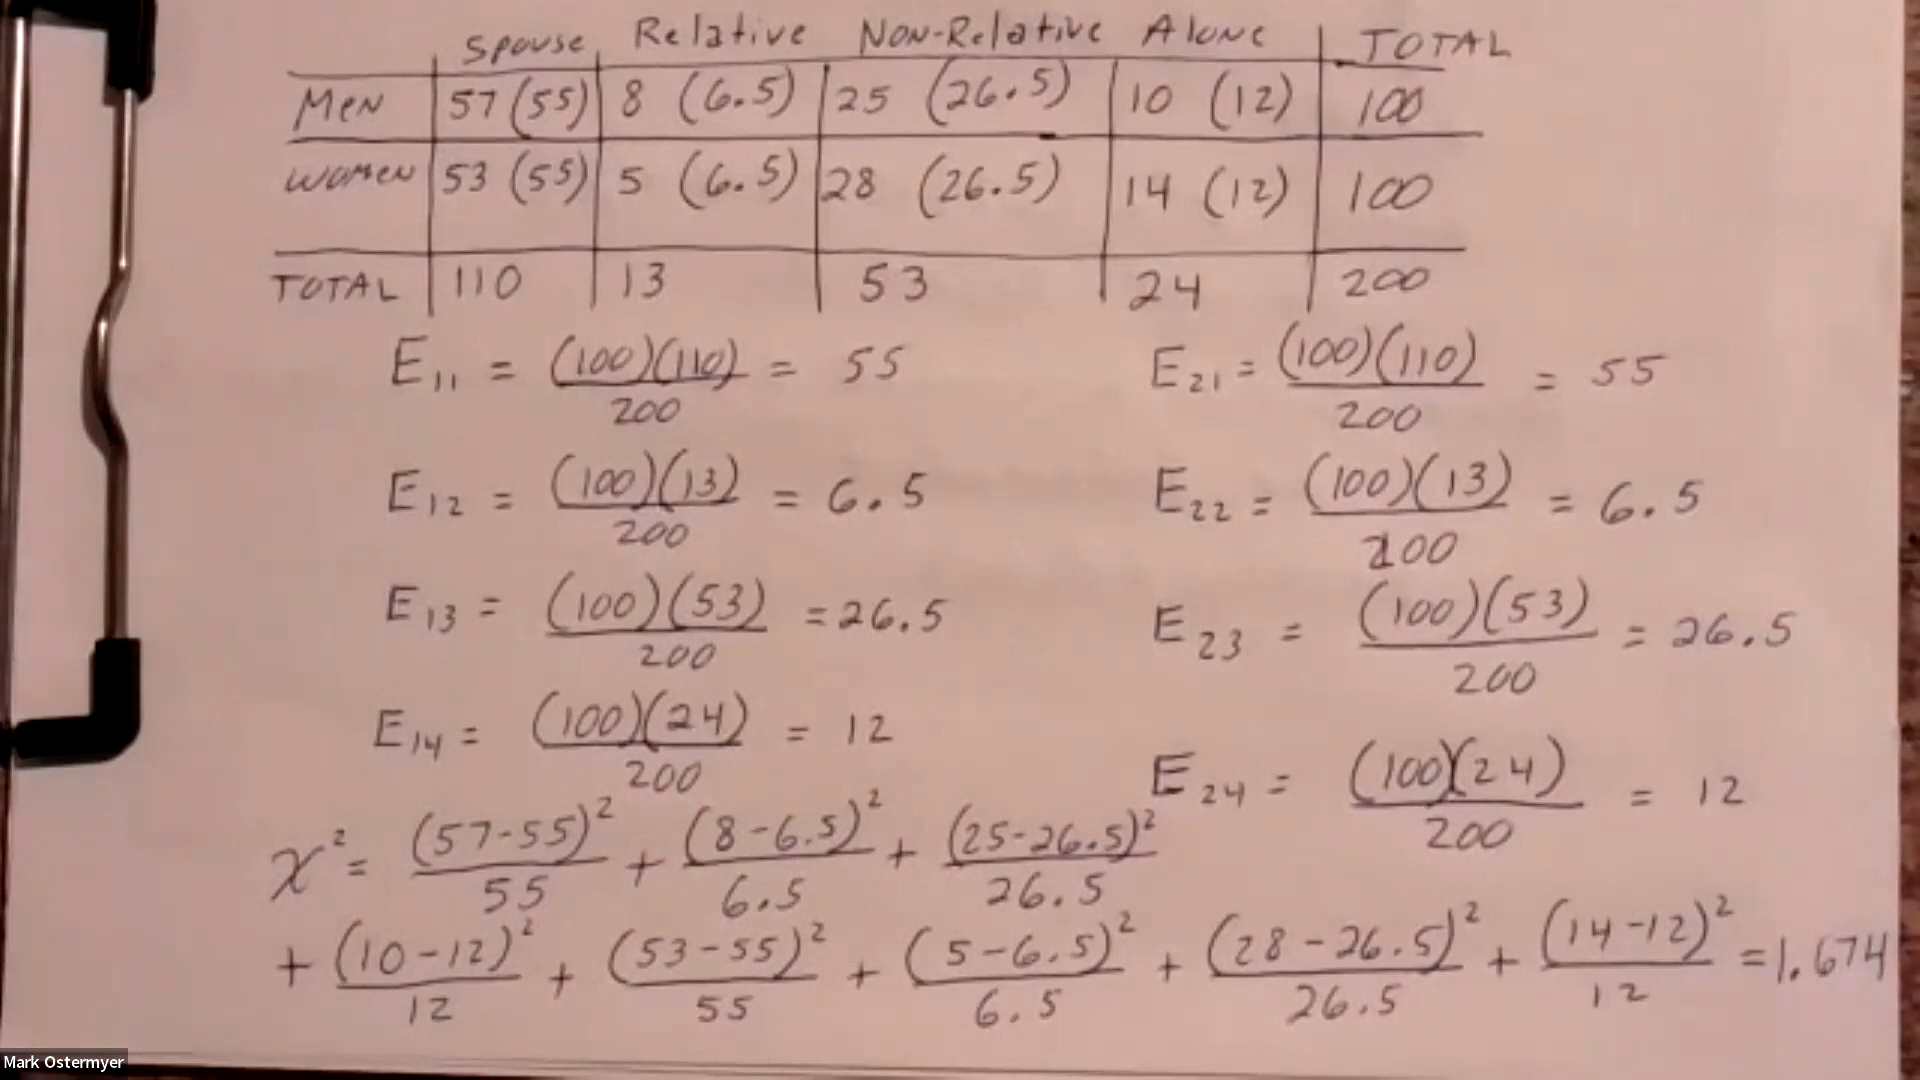 Spouse Relative Non-Relative Alone TOTAL
Men 57 (55) 8 (6.5) 25 (26.5) 10 (12) 100
Women 53 (55) 5 (6.5) 28 (26.5) 14 (12) 100
TOTAL 110 13 53 24 200
E₁₁ = (100)(110)/200 = 55 E₂₁ = (100)(110)/200 = 55
E₁₂ = (100)(13)/200 = 6.5 E₂₂ = (100)(13)/200 = 6.5
E₁₃ = (100)(53)/200 = 26.5 E₂₃ = (100)(53)/200 = 26.5
E₁₄ = (100)(24)/200 = 12 E₂₄ = (100)(24)/200 = 12
χ² = (57-55)²/55 + (8-6.5)²/6.5 + (25-26.5)²/26.5
+ (10-12)²/12 + (53-55)²/55 + (5-6.5)²/6.5 + (28-26.5)²/26.5 + (14-12)²/12 = 1.674
Mark Ostermyer